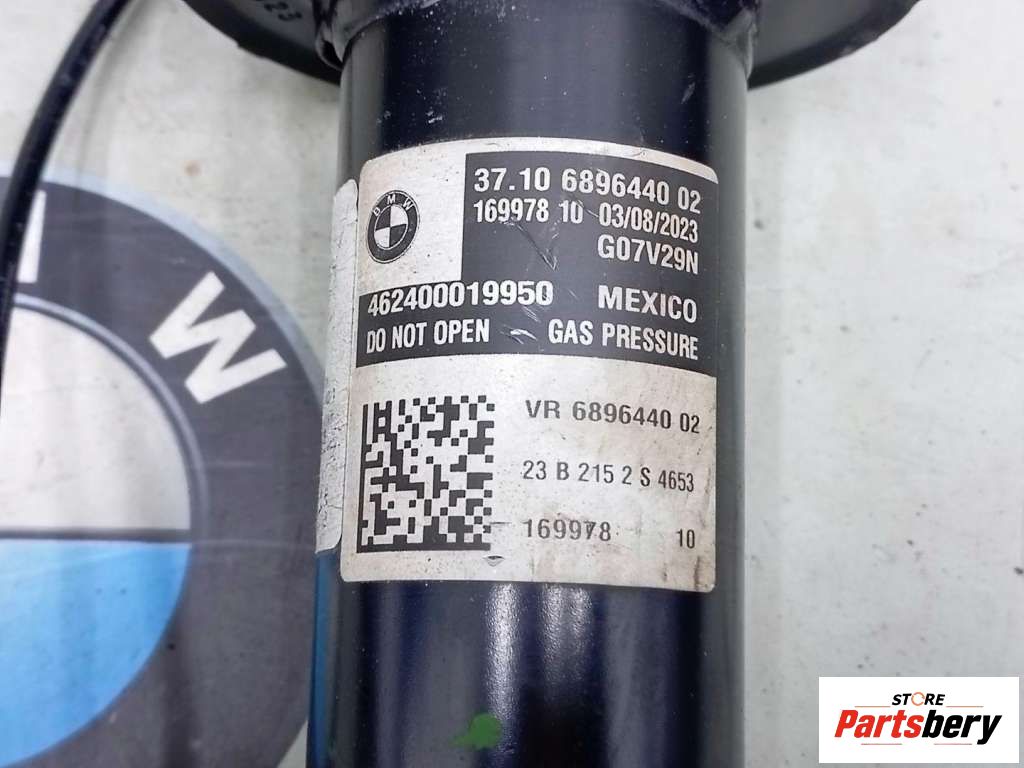 23
37.10 6896440 02
169978 10 03/08/2023
G07V29N
BMW
462400019950 MEXICO
DO NOT OPEN GAS PRESSURE
VR 6896440 02
23 B 215 2 S 4653
169978 10
M W
STORE
Partsbery